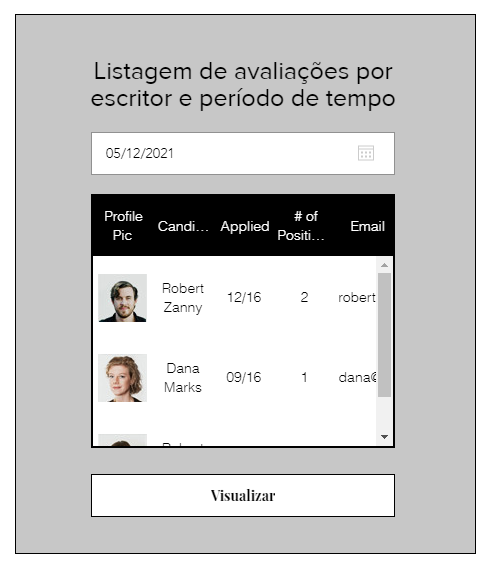 Listagem de avaliações por
escritor e período de tempo
05/12/2021
Profile Pic Candi... Applied # of Positi... Email
Robert Zanny 12/16 2 robert
Dana Marks 09/16 1 dana@
Visualizar